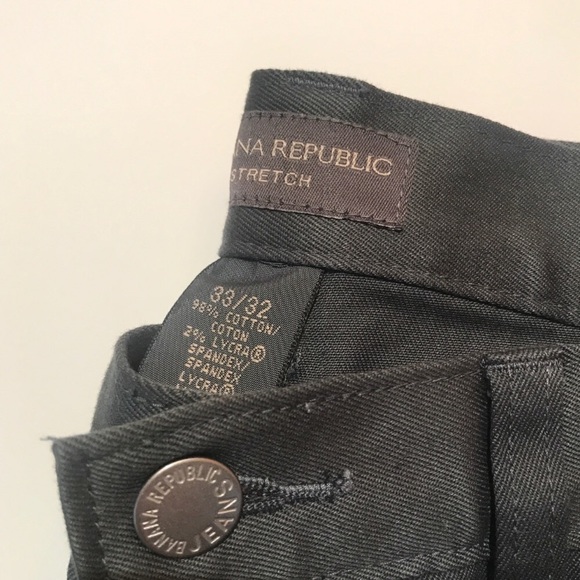 NA REPUBLIC
STRETCH
33/32
98% COTTON/
COTON
2% LYCRA®
SPANDEX/
SPANDEX
LYCRA®
BANANA REPUBLIC
JEANS